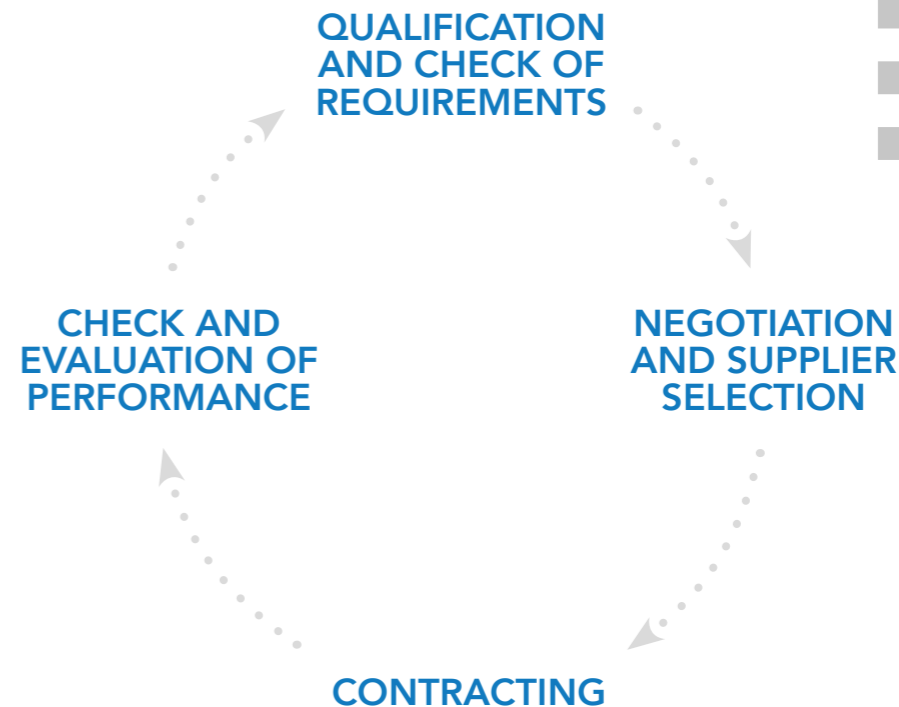 QUALIFICATION
AND CHECK OF
REQUIREMENTS
NEGOTIATION
AND SUPPLIER
SELECTION
CONTRACTING
CHECK AND
EVALUATION OF
PERFORMANCE